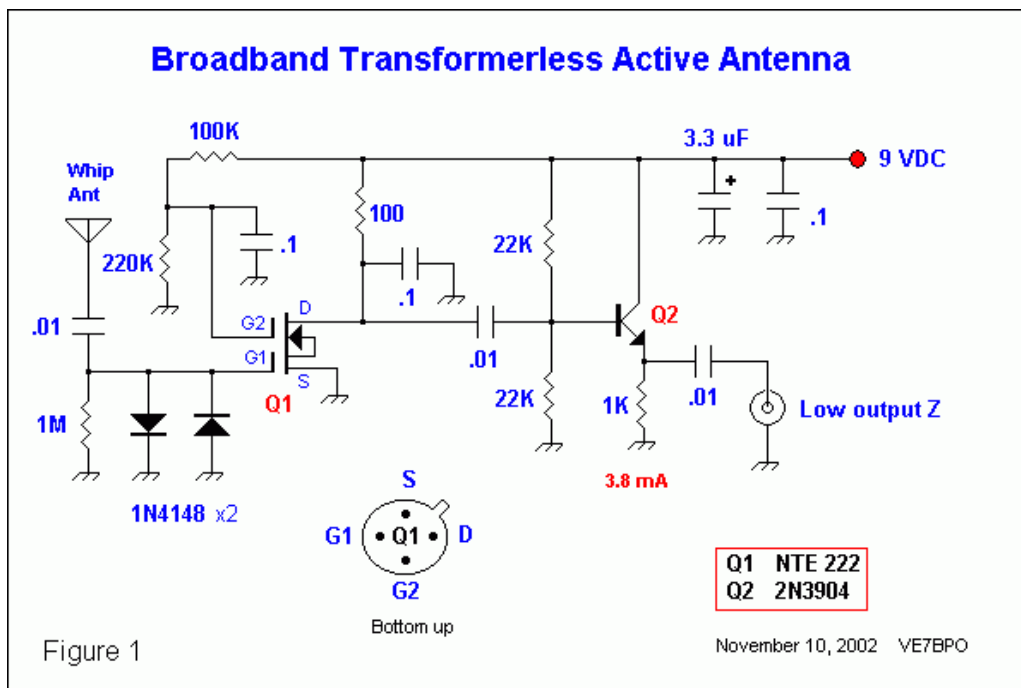 Broadband Transformerless Active Antenna
100K
3.3 uF
9 VDC
Whip
Ant
100
.1
220K
.1
22K
.1
D
G2
Q2
.01
G1
.01
S
.01
Q1
22K
1K
Low output Z
1M
3.8 mA
S
1N4148 x2
G1
Q1
D
G2
Q1 NTE 222
Q2 2N3904
Bottom up
Figure 1
November 10, 2002 VE7BPO